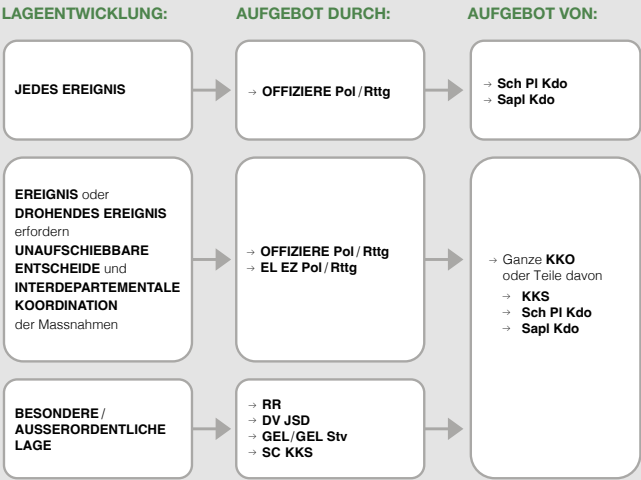 LAGEENTWICKLUNG:
AUFGEBOT DURCH:
AUFGEBOT VON:
JEDES EREIGNIS
→ OFFIZIERE Pol/Rttg
→ Sch Pl Kdo
→ Sapl Kdo
EREIGNIS oder
DROHENDES EREIGNIS
erfordern
UNAUFSCHIEBBARE
ENTSCHEIDE und
INTERDEPARTEMENTALE
KOORDINATION
der Massnahmen
→ OFFIZIERE Pol/Rttg
→ EL EZ Pol/Rttg
→ Ganze KKO
oder Teile davon
→ KKS
→ Sch Pl Kdo
→ Sapl Kdo
BESONDERE/
AUSSERORDENTLICHE
LAGE
→ RR
→ DV JSD
→ GEL/GEL Stv
→ SC KKS